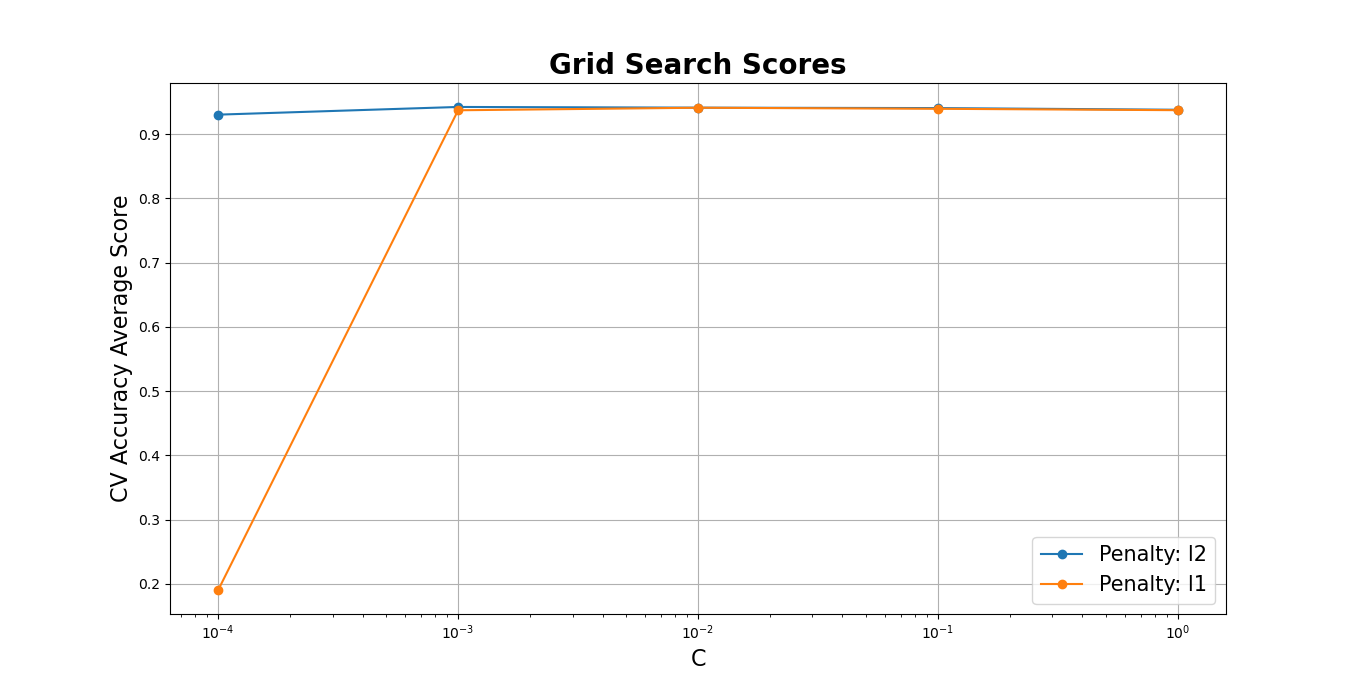 Grid Search Scores
CV Accuracy Average Score
0.9
0.8
0.7
0.6
0.5
0.4
0.3
0.2
Penalty: l2
Penalty: l1
10⁻⁴ 10⁻³ 10⁻² 10⁻¹ 10⁰
C